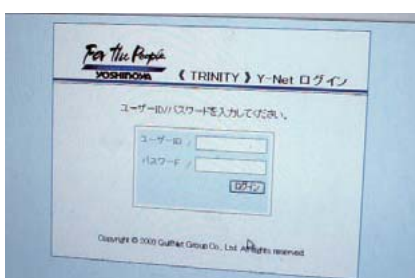 For the People
YOSHINOYA 《 TRINITY 》 Y-Net ログイン
ユーザーID/パスワードを入力してください。
ユーザーID /
パスワード /
ログイン
Copyright © 2003 Gulfnet Group Co., Ltd. All Rights reserved.